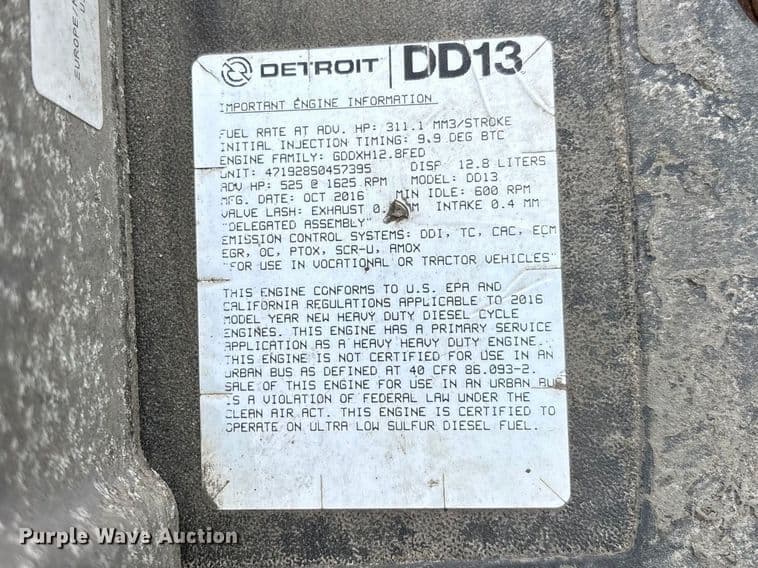 EUROPE/
DETROIT DD13
IMPORTANT ENGINE INFORMATION
FUEL RATE AT ADV. HP: 311.1 MM3/STROKE
INITIAL INJECTION TIMING: 9.9 DEG BTC
ENGINE FAMILY: GDDXH12.8FED
UNIT: 471928S0457395 DISP 12.8 LITERS
ADV HP: 525 @ 1625 RPM MODEL: DD13
MFG. DATE: OCT 2016 MIN IDLE: 600 RPM
VALVE LASH: EXHAUST INTAKE 0.4 MM
"DELEGATED ASSEMBLY"
EMISSION CONTROL SYSTEMS: DDI, TC, CAC, ECM
EGR, OC, PTOX, SCR-U, AMOX
"FOR USE IN VOCATIONAL OR TRACTOR VEHICLES"
THIS ENGINE CONFORMS TO U.S. EPA AND
CALIFORNIA REGULATIONS APPLICABLE TO 2016
MODEL YEAR NEW HEAVY DUTY DIESEL CYCLE
ENGINES. THIS ENGINE HAS A PRIMARY SERVICE
APPLICATION AS A HEAVY HEAVY DUTY ENGINE.
THIS ENGINE IS NOT CERTIFIED FOR USE IN AN
URBAN BUS AS DEFINED AT 40 CFR 86.093-2.
SALE OF THIS ENGINE FOR USE IN AN URBAN BUS
IS A VIOLATION OF FEDERAL LAW UNDER THE
CLEAN AIR ACT. THIS ENGINE IS CERTIFIED TO
OPERATE ON ULTRA LOW SULFUR DIESEL FUEL.
Purple Wave Auction